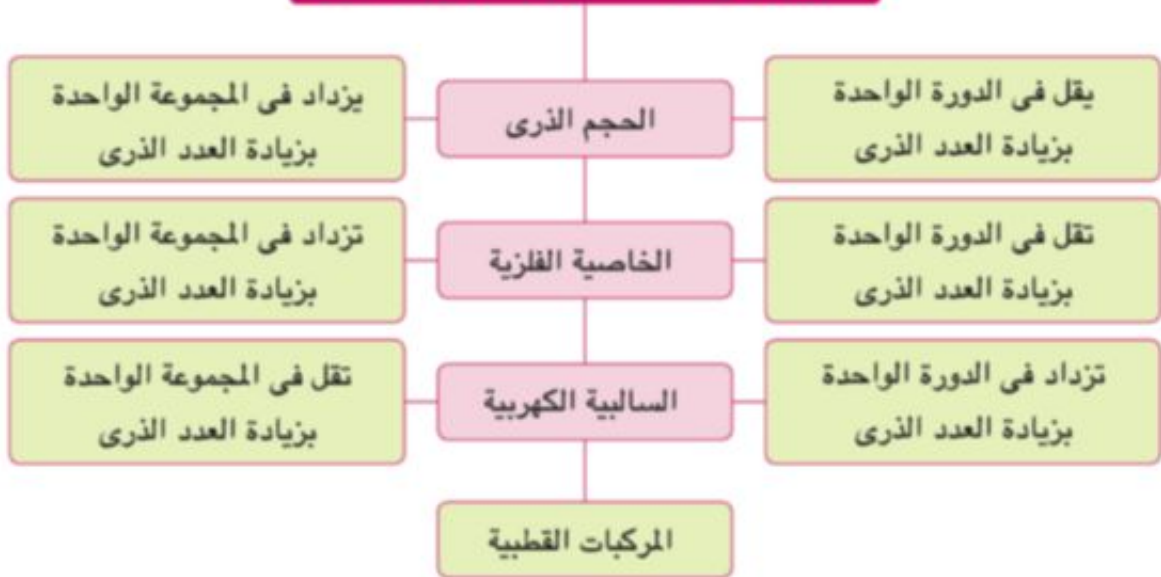 الحجم الذرى
يقل فى الدورة الواحدة
بزيادة العدد الذرى
يزداد فى المجموعة الواحدة
بزيادة العدد الذرى
الخاصية الفلزية
تقل فى الدورة الواحدة
بزيادة العدد الذرى
تزداد فى المجموعة الواحدة
بزيادة العدد الذرى
السالبية الكهربية
تزداد فى الدورة الواحدة
بزيادة العدد الذرى
تقل فى المجموعة الواحدة
بزيادة العدد الذرى
المركبات القطبية